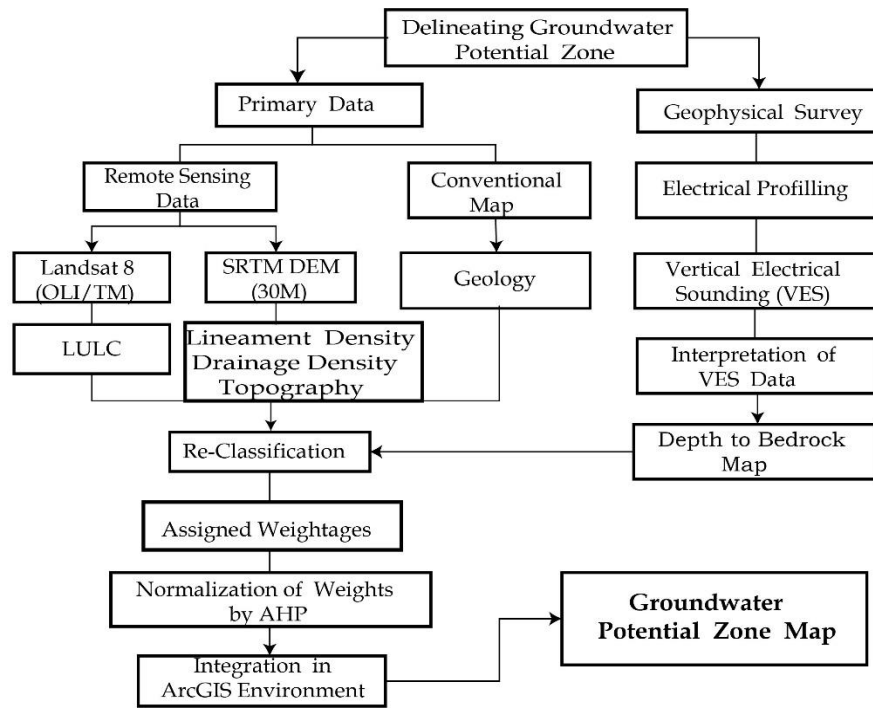 Delineating Groundwater
Potential Zone
Primary Data
Geophysical Survey
Remote Sensing
Data
Conventional
Map
Electrical Profilling
Landsat 8
(OLI/TM)
SRTM DEM
(30M)
Geology
Vertical Electrical
Sounding (VES)
LULC
Lineament Density
Drainage Density
Topography
Interpretation of
VES Data
Re-Classification
Depth to Bedrock
Map
Assigned Weightages
Normalization of Weights
by AHP
Groundwater
Potential Zone Map
Integration in
ArcGIS Environment